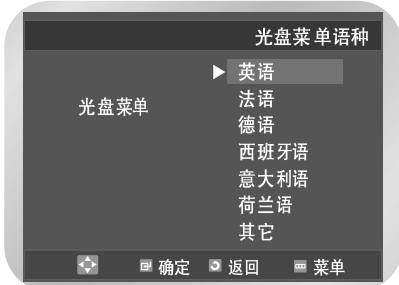 光盘菜单语种
英语
光盘菜单
法语
德语
西班牙语
意大利语
荷兰语
其它
确定 返回 菜单